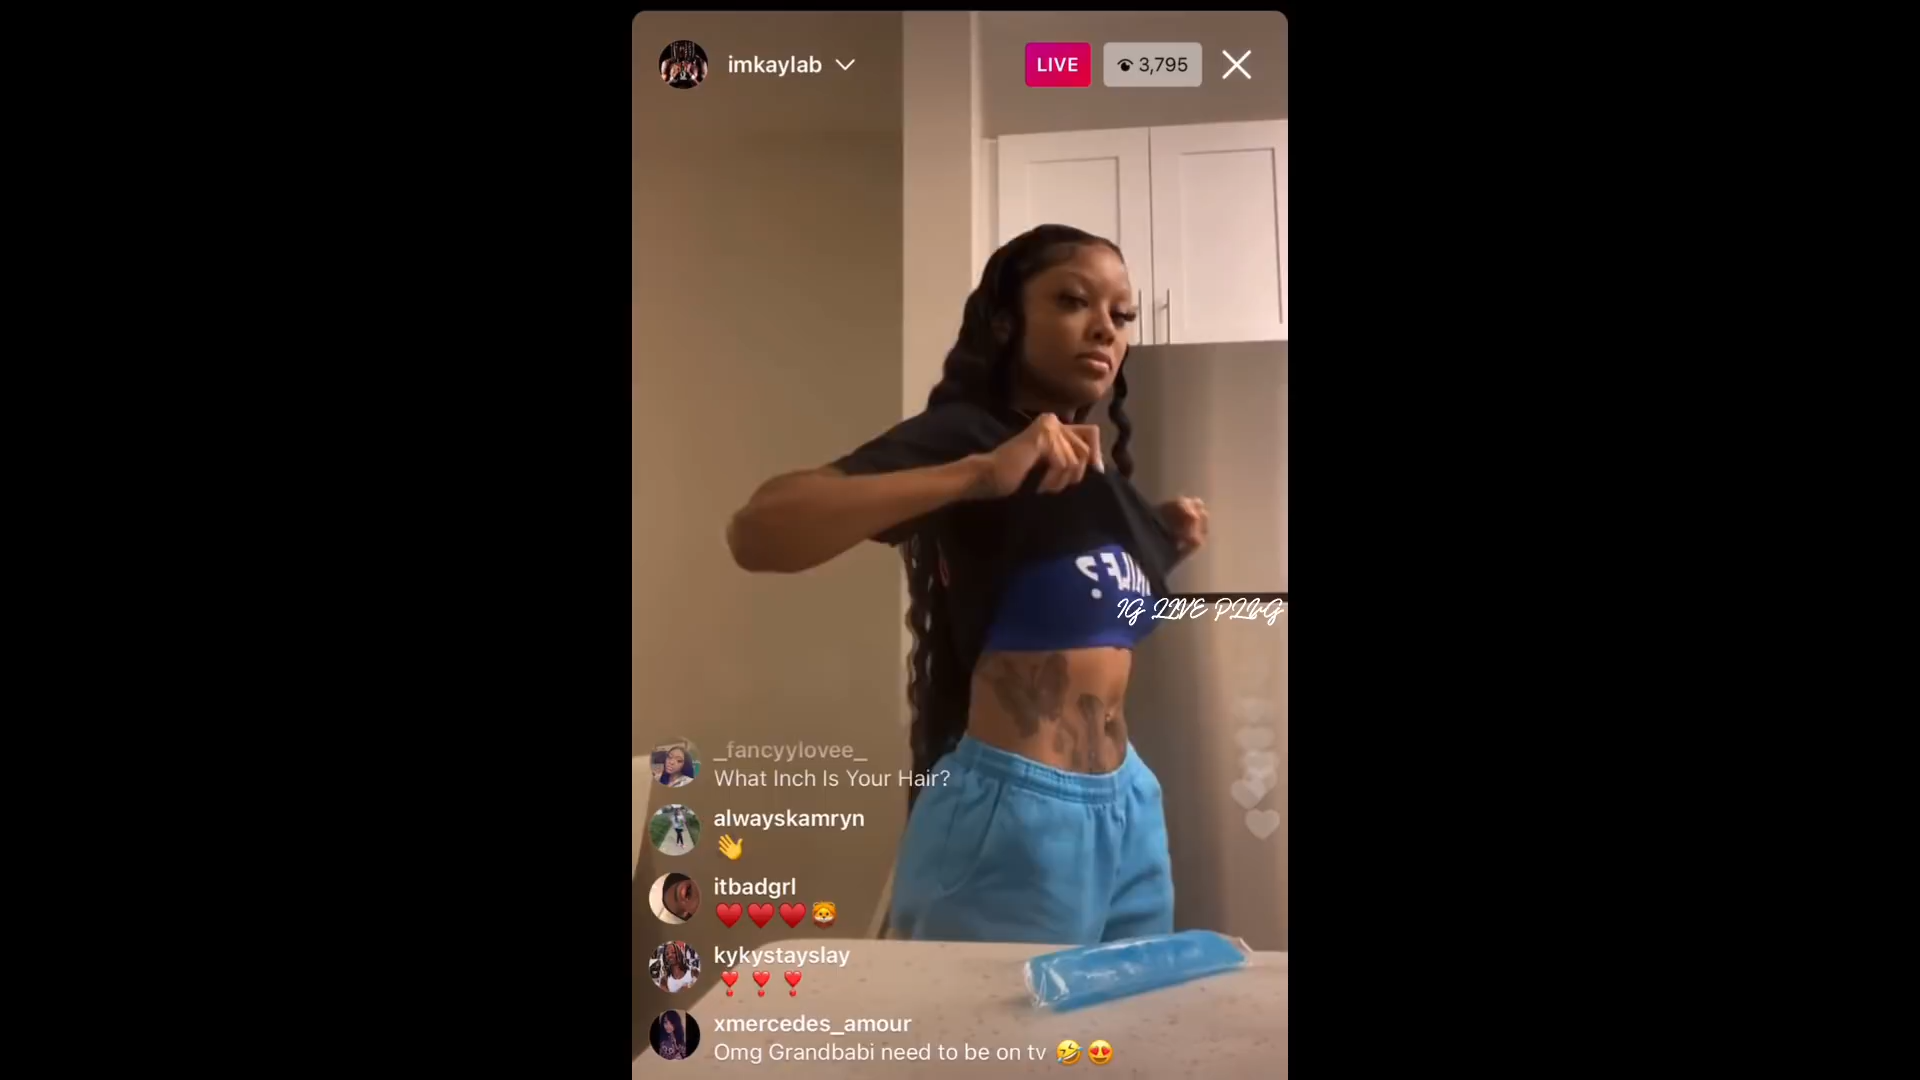 imkaylab
LIVE
3,795
IG LIVE PLUG
_fancyylovee_
What Inch Is Your Hair?
alwayskamryn
👋
itbadgrl
❤️❤️❤️🦁
kykystayslay
❣️❣️❣️
xmercedes_amour
Omg Grandbabi need to be on tv 🤣😍